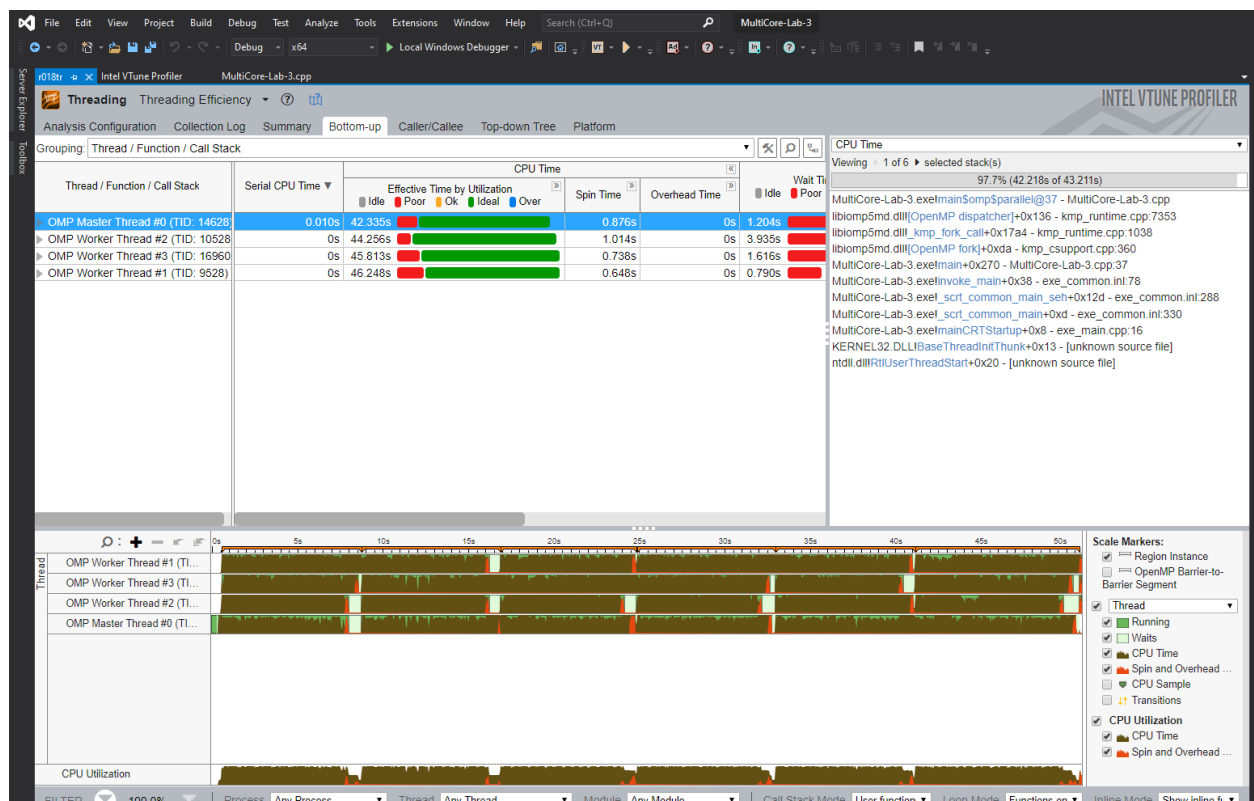 File Edit View Project Build Debug Test Analyze Tools Extensions Window Help Search (Ctrl+Q) MultiCore-Lab-3
Debug x64 Local Windows Debugger
Server Explorer
Toolbox
r018tr Intel VTune Profiler MultiCore-Lab-3.cpp
Threading Threading Efficiency
INTEL VTUNE PROFILER
Analysis Configuration Collection Log Summary Bottom-up Caller/Callee Top-down Tree Platform
Grouping: Thread / Function / Call Stack
CPU Time
Viewing 1 of 6 selected stack(s)
97.7% (42.218s of 43.211s)
Thread / Function / Call Stack
Serial CPU Time
CPU Time
Effective Time by Utilization
Idle Poor Ok Ideal Over
Spin Time
Overhead Time
Wait Ti
Idle Poor
OMP Master Thread #0 (TID: 14628) 0.010s 42.335s 0.876s 0s 1.204s
OMP Worker Thread #2 (TID: 10528 0s 44.256s 1.014s 0s 3.935s
OMP Worker Thread #3 (TID: 16960 0s 45.813s 0.738s 0s 1.616s
OMP Worker Thread #1 (TID: 9528) 0s 46.248s 0.648s 0s 0.790s
MultiCore-Lab-3.exe!main$omp$parallel@37 - MultiCore-Lab-3.cpp
libiomp5md.dll![OpenMP dispatcher]+0x136 - kmp_runtime.cpp:7353
libiomp5md.dll!_kmp_fork_call+0x17a4 - kmp_runtime.cpp:1038
libiomp5md.dll![OpenMP fork]+0xda - kmp_csupport.cpp:360
MultiCore-Lab-3.exe!main+0x270 - MultiCore-Lab-3.cpp:37
MultiCore-Lab-3.exe!invoke_main+0x38 - exe_common.inl:78
MultiCore-Lab-3.exe!_scrt_common_main_seh+0x12d - exe_common.inl:288
MultiCore-Lab-3.exe!_scrt_common_main+0xd - exe_common.inl:330
MultiCore-Lab-3.exe!mainCRTStartup+0x8 - exe_main.cpp:16
KERNEL32.DLL!BaseThreadInitThunk+0x13 - [unknown source file]
ntdll.dll!RtlUserThreadStart+0x20 - [unknown source file]
0s 5s 10s 15s 20s 25s 30s 35s 40s 45s 50s
Thread
OMP Worker Thread #1 (TI...
OMP Worker Thread #3 (TI...
OMP Worker Thread #2 (TI...
OMP Master Thread #0 (TI...
CPU Utilization
Scale Markers:
Region Instance
OpenMP Barrier-to-
Barrier Segment
Thread
Running
Waits
CPU Time
Spin and Overhead ...
CPU Sample
Transitions
CPU Utilization
CPU Time
Spin and Overhead ...
FILTER 100.0% Process Any Process Thread Any Thread Module Any Module Call Stack Mode User function Loop Mode Functions on Inline Mode Show inline f